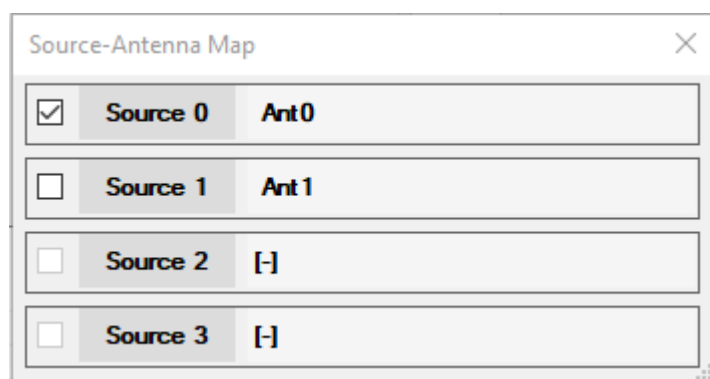 Source-Antenna Map
Source 0 Ant0
Source 1 Ant1
Source 2 [-]
Source 3 [-]